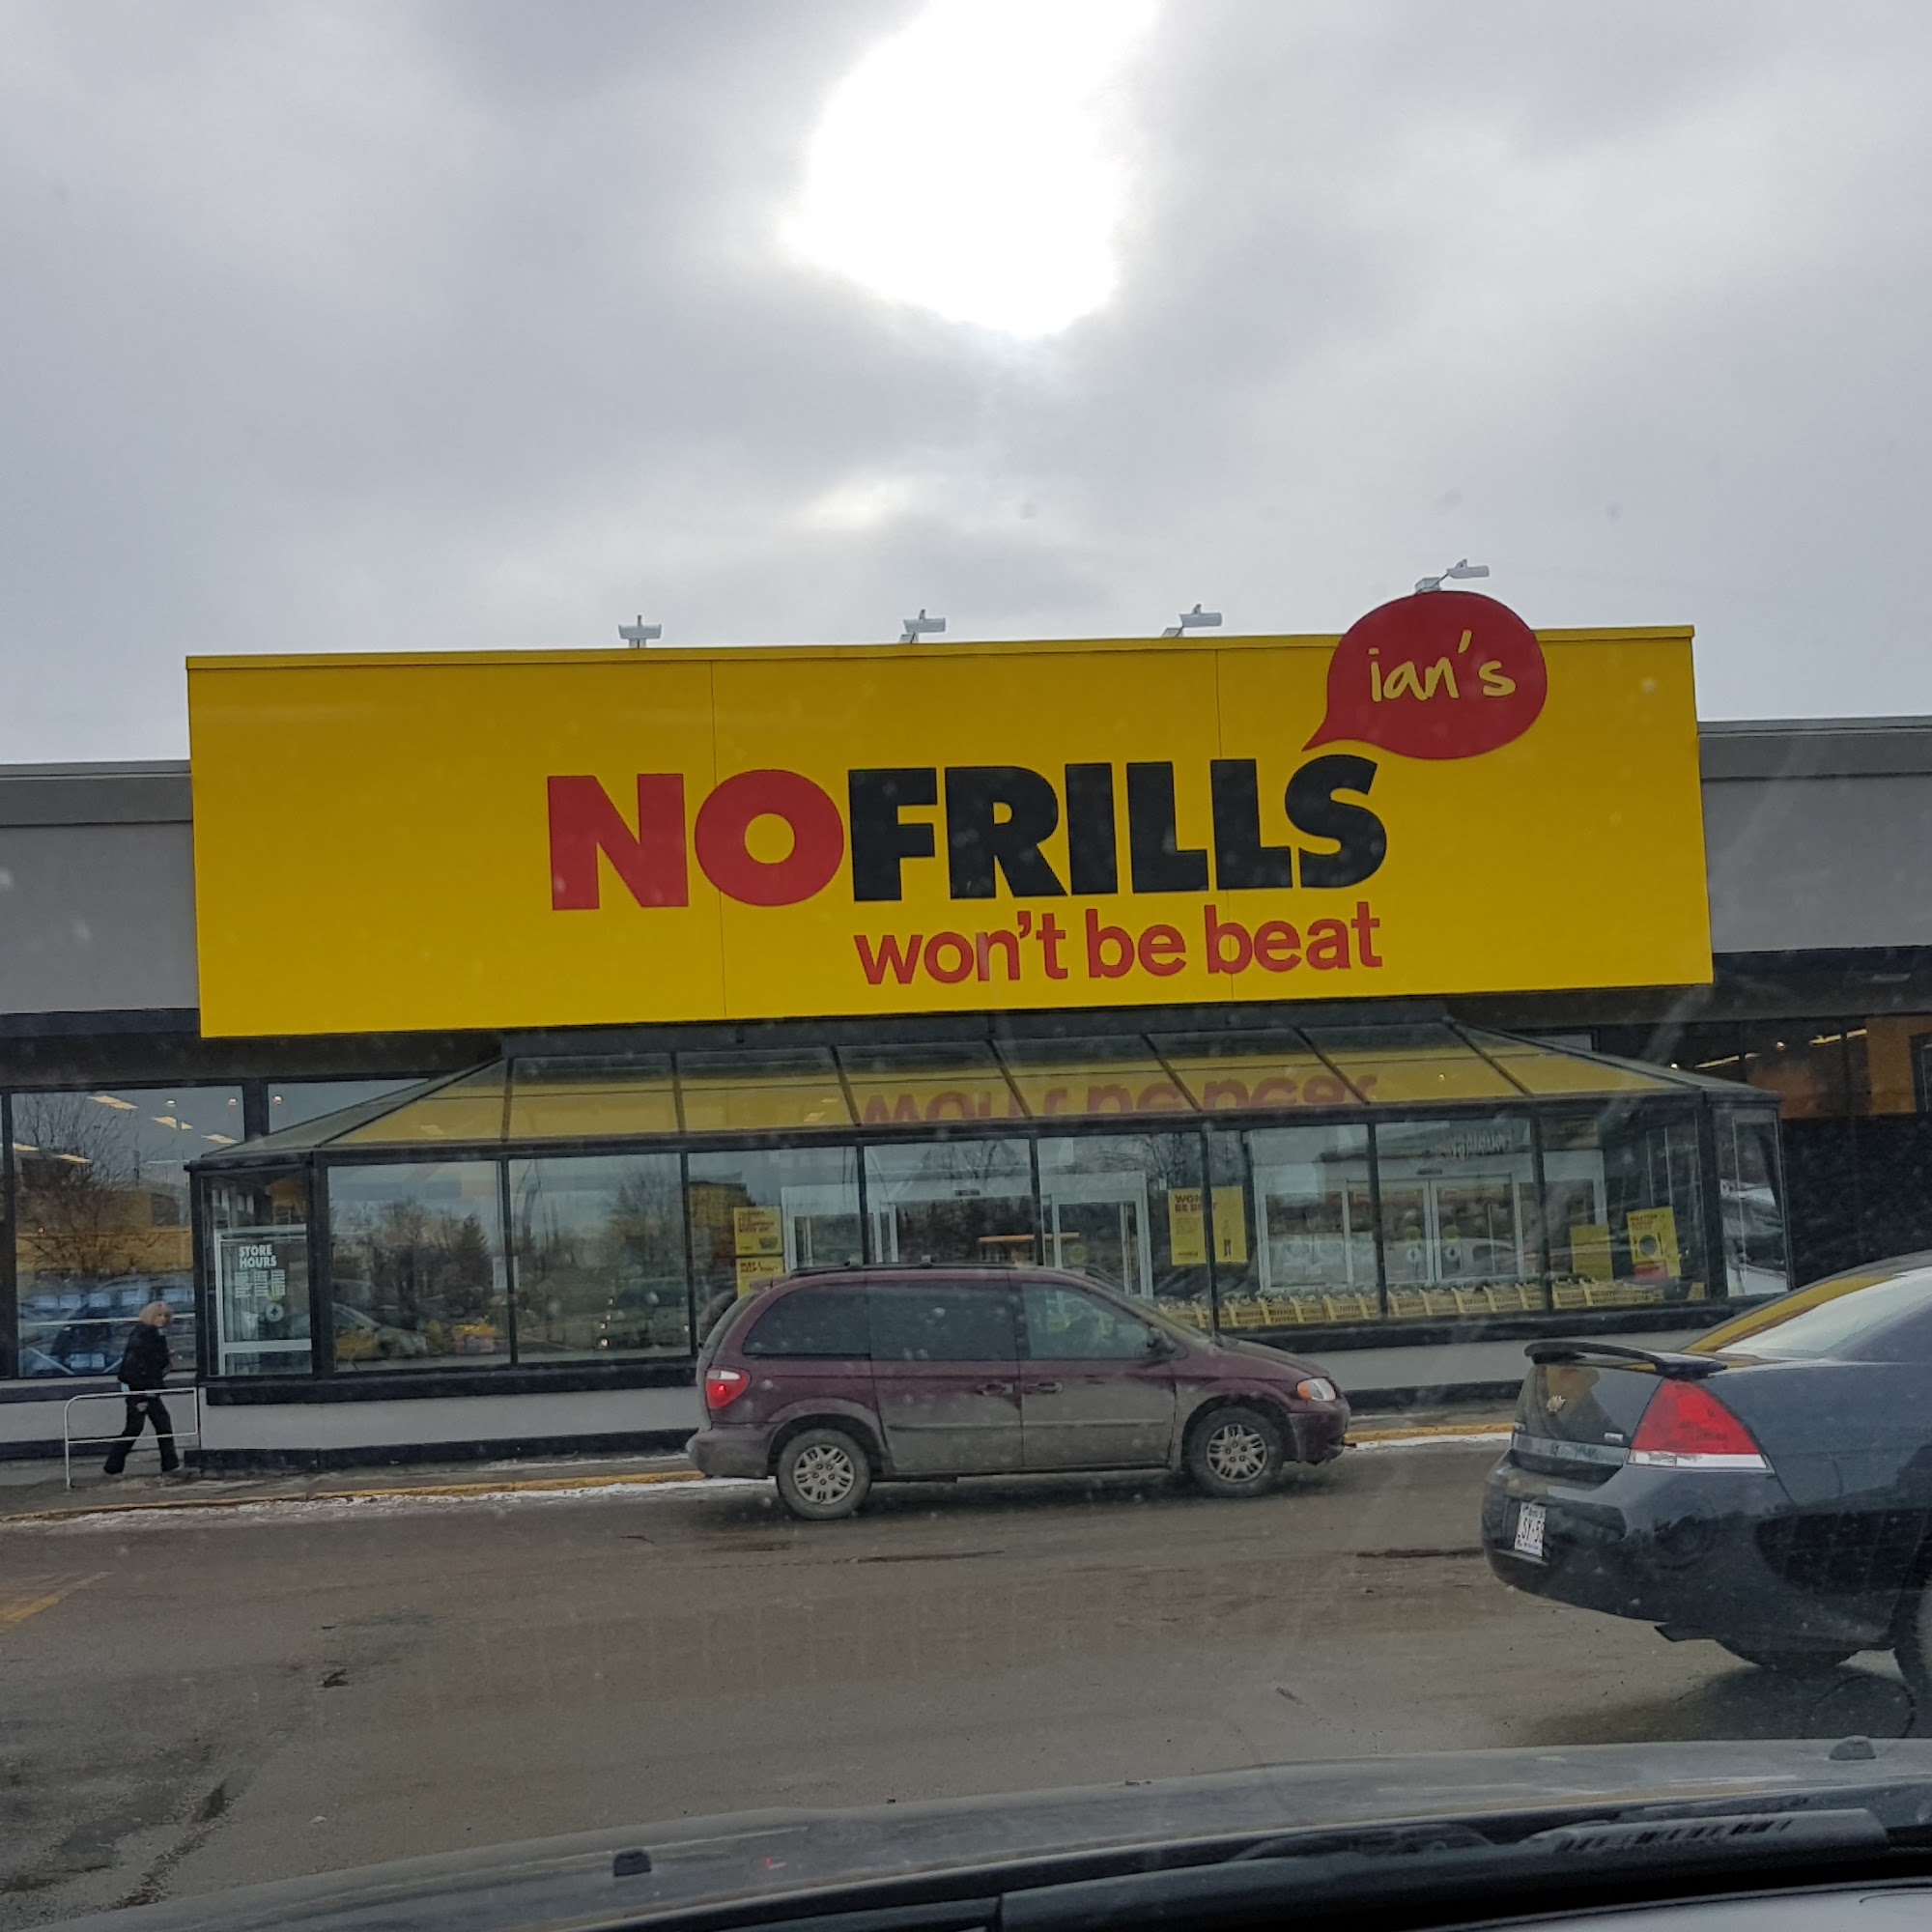 ian's
NOFRILLS
won't be beat
STORE
HOURS